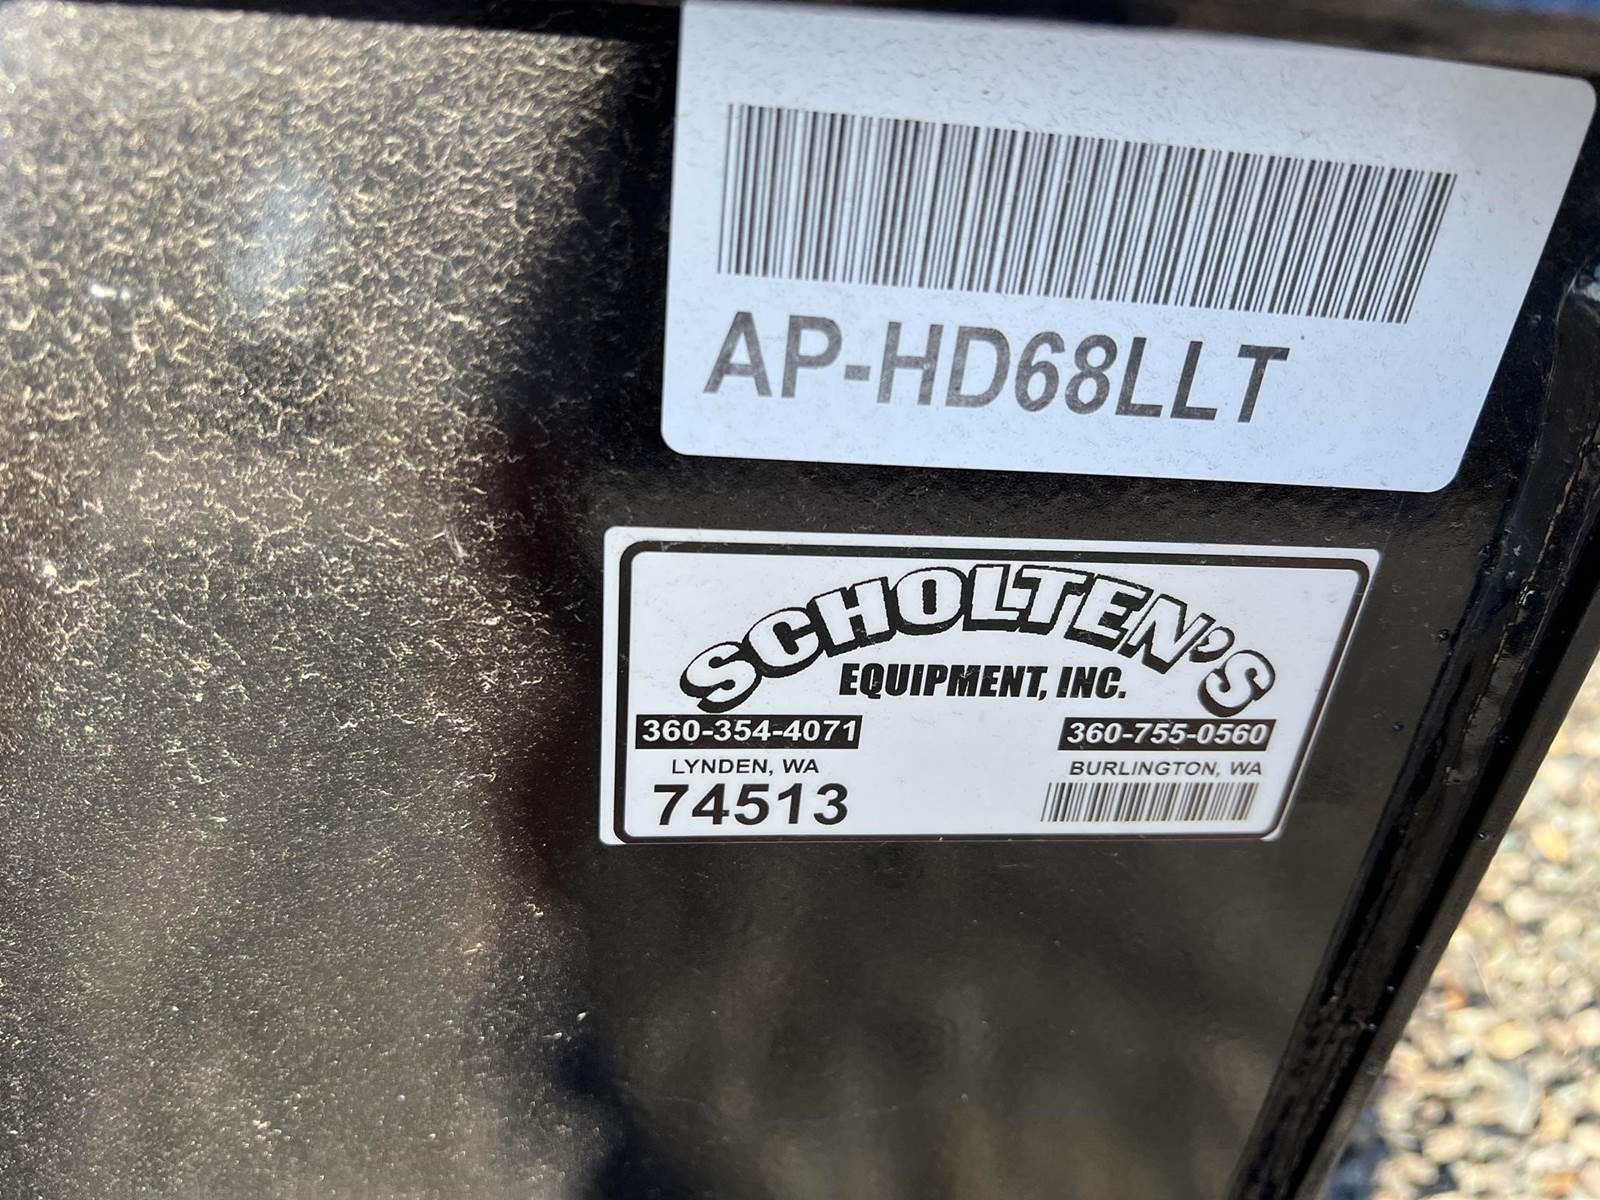 AP-HD68LLT
SCHOLTEN'S
EQUIPMENT, INC.
360-354-4071
360-755-0560
LYNDEN, WA
BURLINGTON, WA
74513